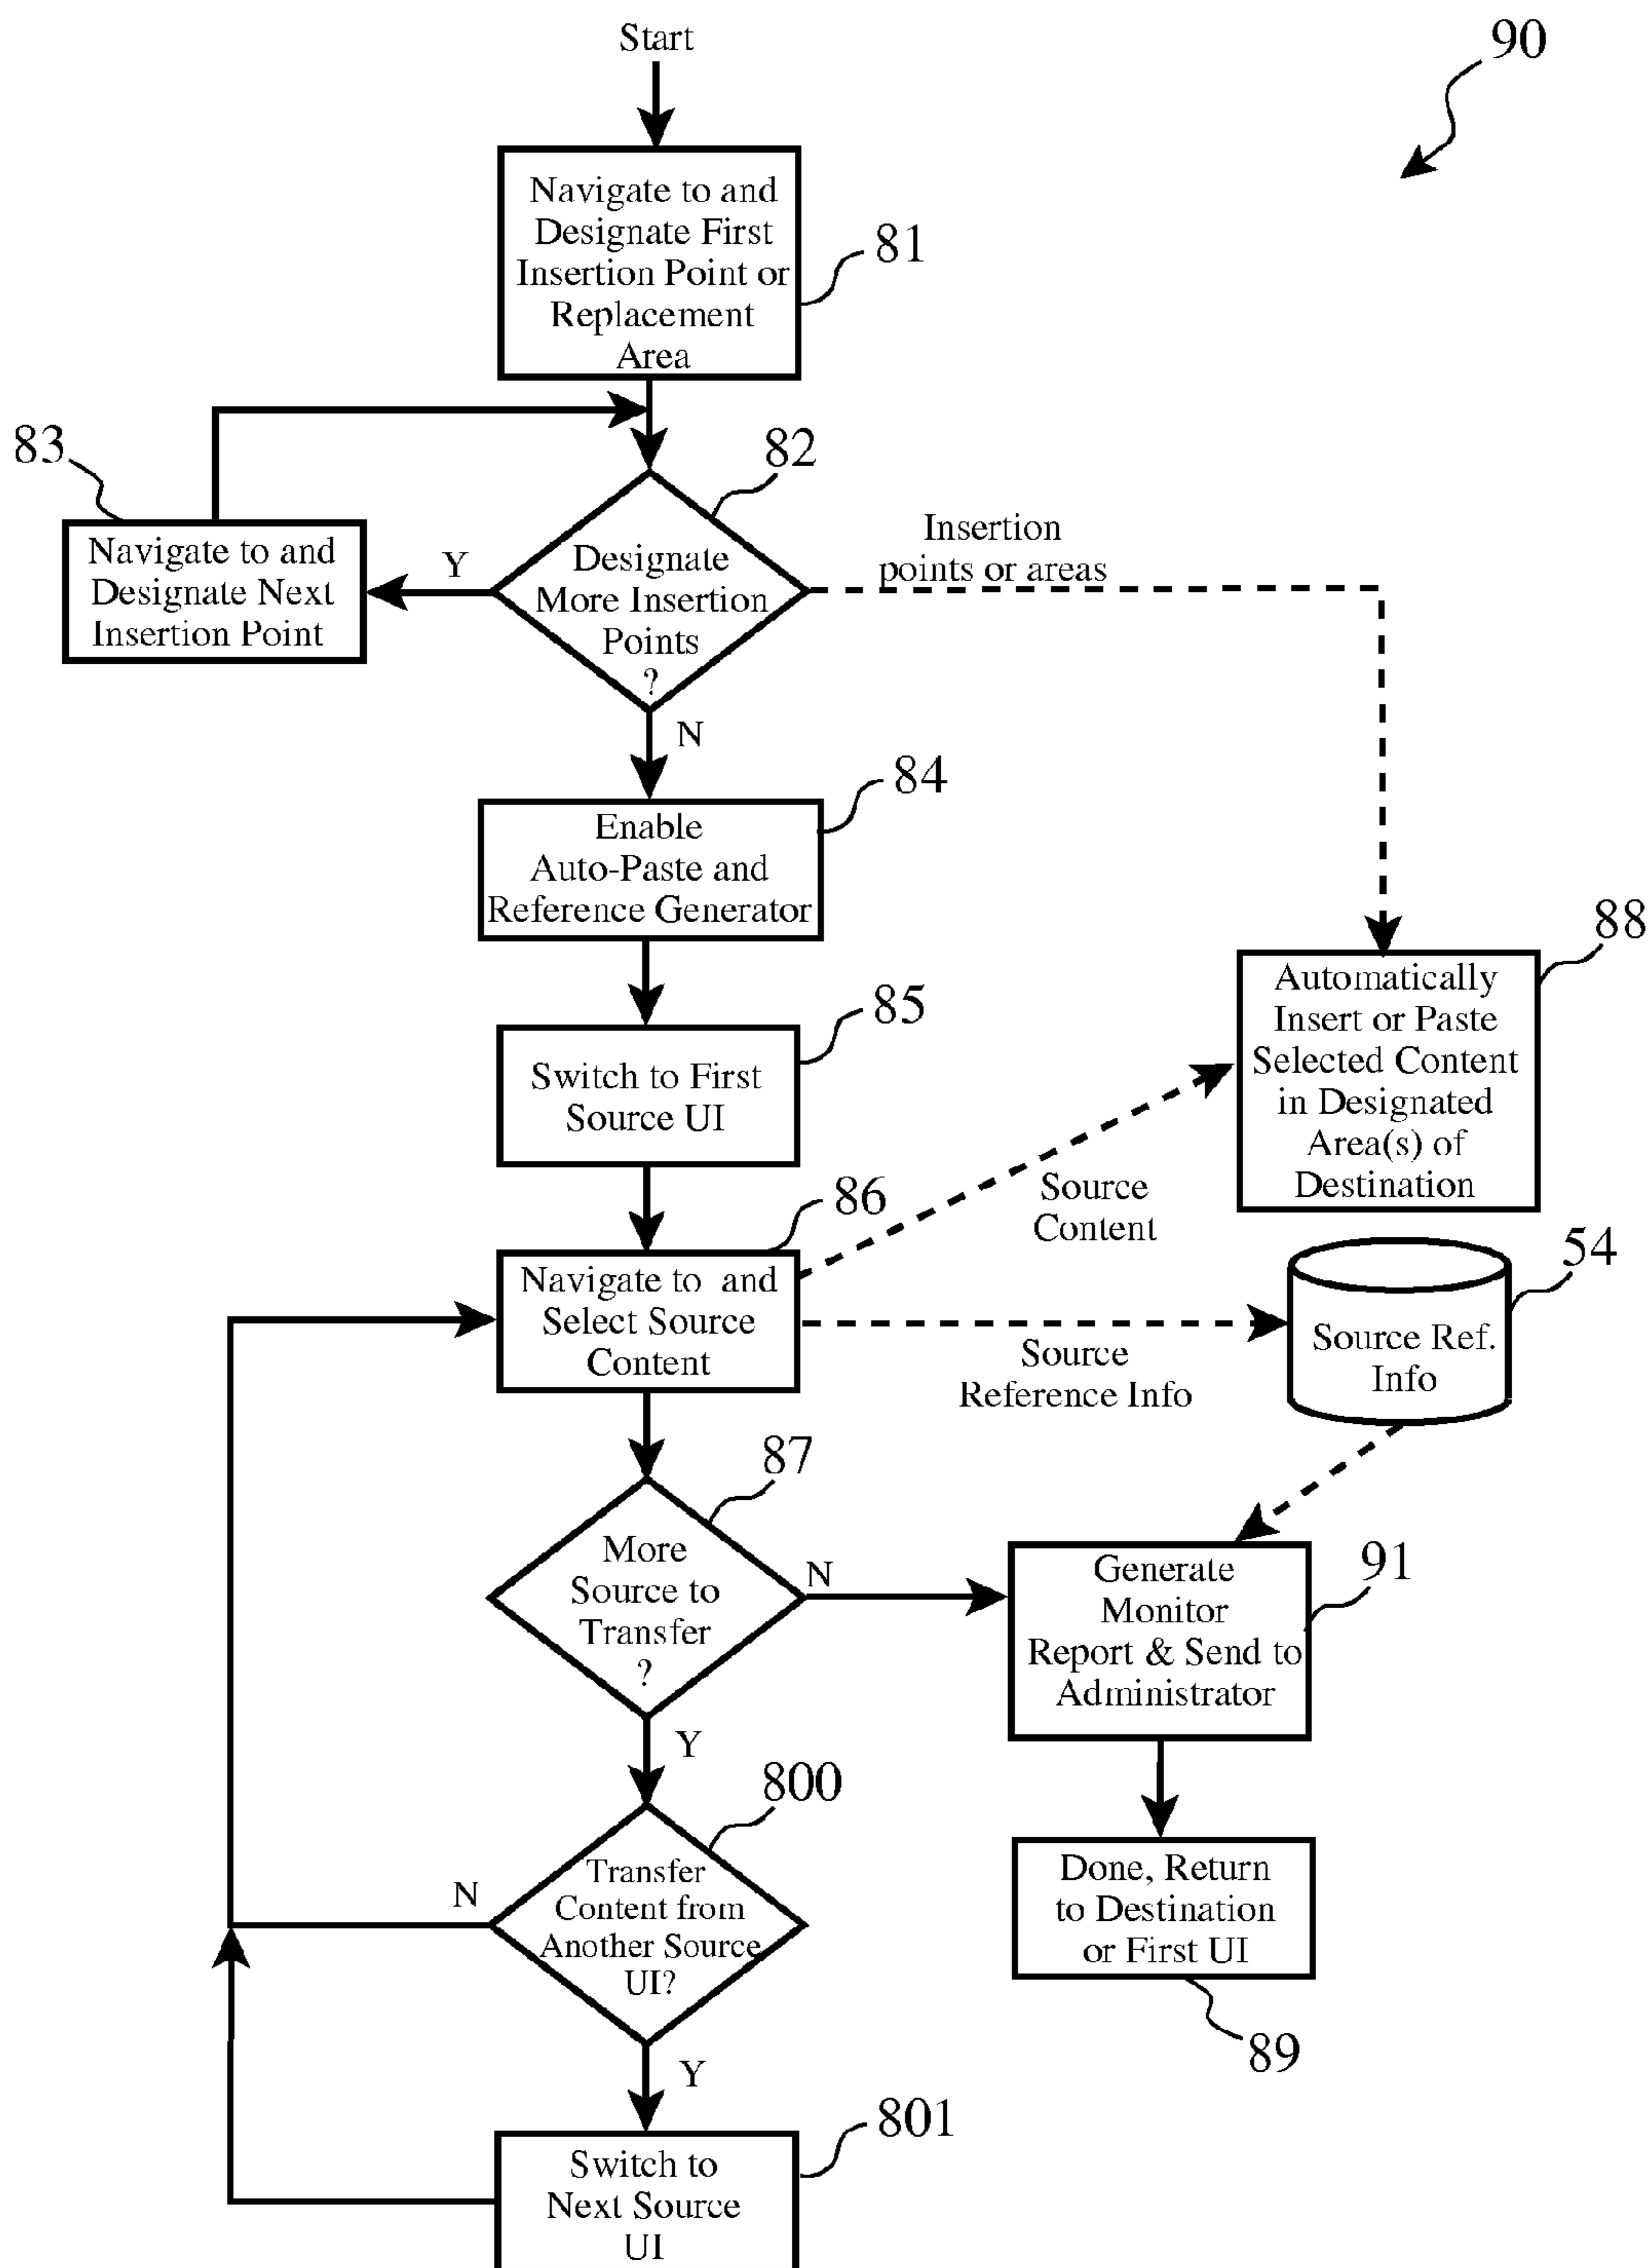 Start
90
Navigate to and
Designate First
Insertion Point or
Replacement
Area
81
83
82
Navigate to and
Designate Next
Insertion Point
Y
Designate
More Insertion
Points
?
Insertion
points or areas
N
84
Enable
Auto-Paste and
Reference Generator
88
Automatically
Insert or Paste
Selected Content
in Designated
Area(s) of
Destination
85
Switch to First
Source UI
86
Source
Content
Navigate to and
Select Source
Content
54
Source Ref.
Info
Source
Reference Info
87
More
Source to
Transfer
?
N
91
Generate
Monitor
Report & Send to
Administrator
Y
800
Transfer
Content from
Another Source
UI?
N
Done, Return
to Destination
or First UI
89
Y
801
Switch to
Next Source
UI